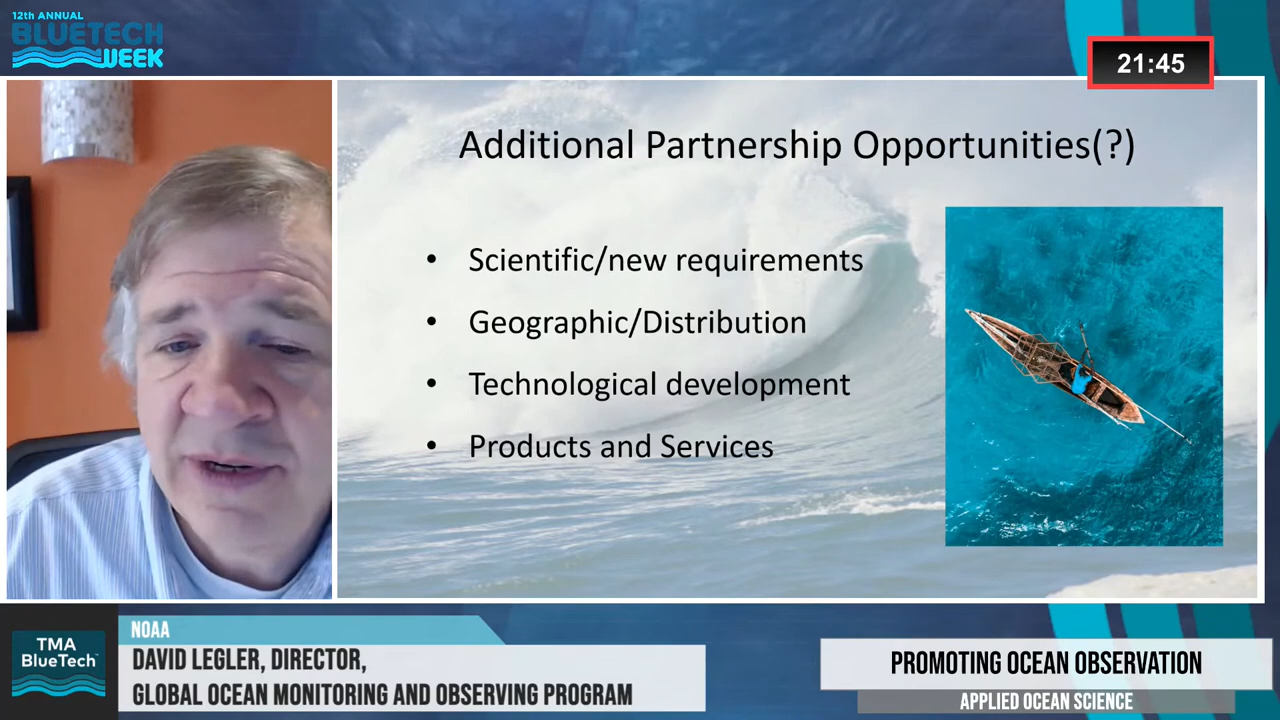 12th ANNUAL
BLUETECH
WEEK
21:45
Additional Partnership Opportunities(?)
• Scientific/new requirements
• Geographic/Distribution
• Technological development
• Products and Services
TMA
BlueTech™
NOAA
DAVID LEGLER, DIRECTOR,
GLOBAL OCEAN MONITORING AND OBSERVING PROGRAM
PROMOTING OCEAN OBSERVATION
APPLIED OCEAN SCIENCE